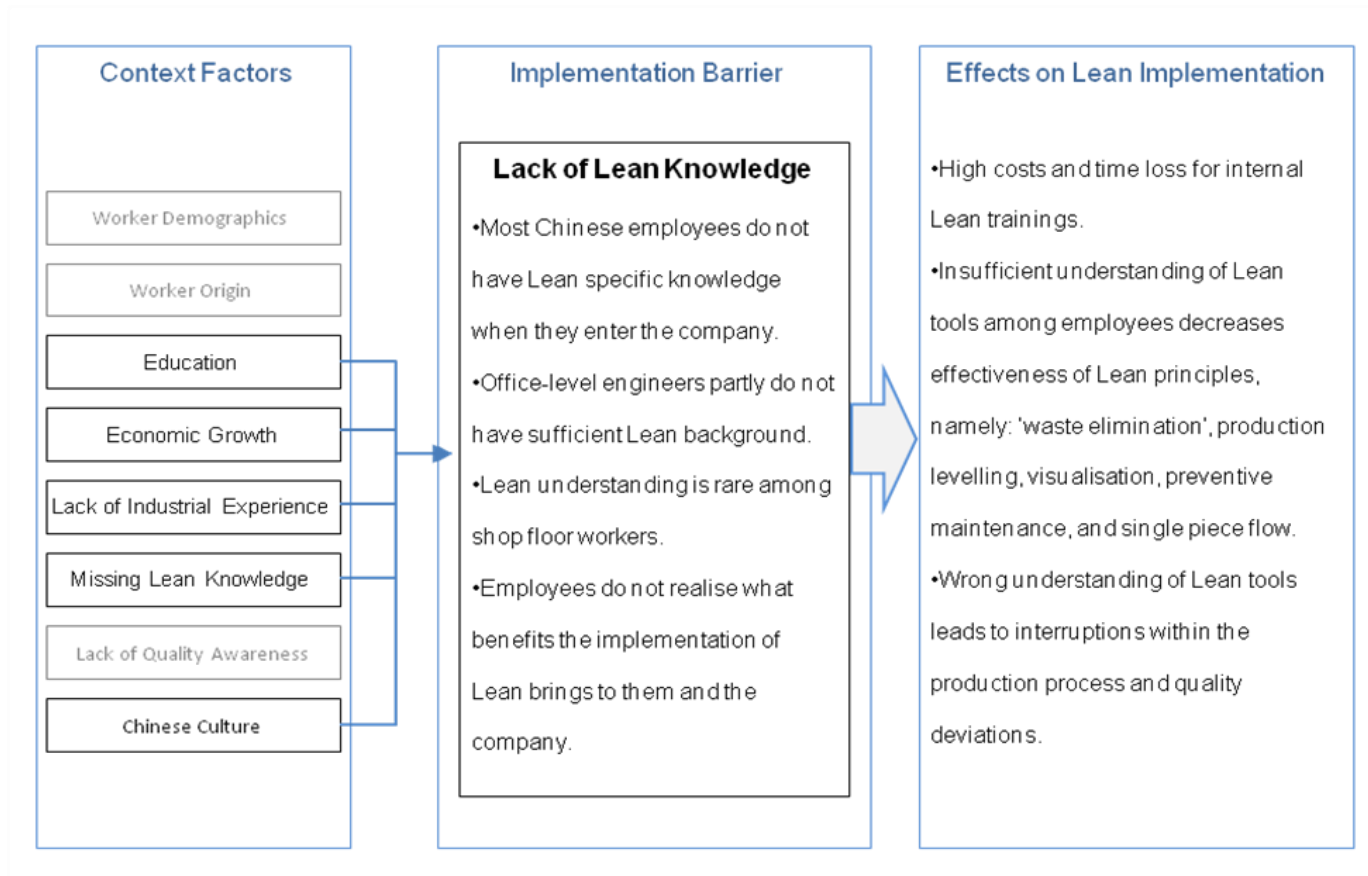 Context Factors
Worker Demographics
Worker Origin
Education
Economic Growth
Lack of Industrial Experience
Missing Lean Knowledge
Lack of Quality Awareness
Chinese Culture
Implementation Barrier
Lack of Lean Knowledge
•Most Chinese employees do not
have Lean specific knowledge
when they enter the company.
•Office-level engineers partly do not
have sufficient Lean background.
•Lean understanding is rare among
shop floor workers.
•Employees do not realise what
benefits the implementation of
Lean brings to them and the
company.
Effects on Lean Implementation
•High costs and time loss for internal
Lean trainings.
•Insufficient understanding of Lean
tools among employees decreases
effectiveness of Lean principles,
namely: 'waste elimination', production
levelling, visualisation, preventive
maintenance, and single piece flow.
•Wrong understanding of Lean tools
leads to interruptions within the
production process and quality
deviations.